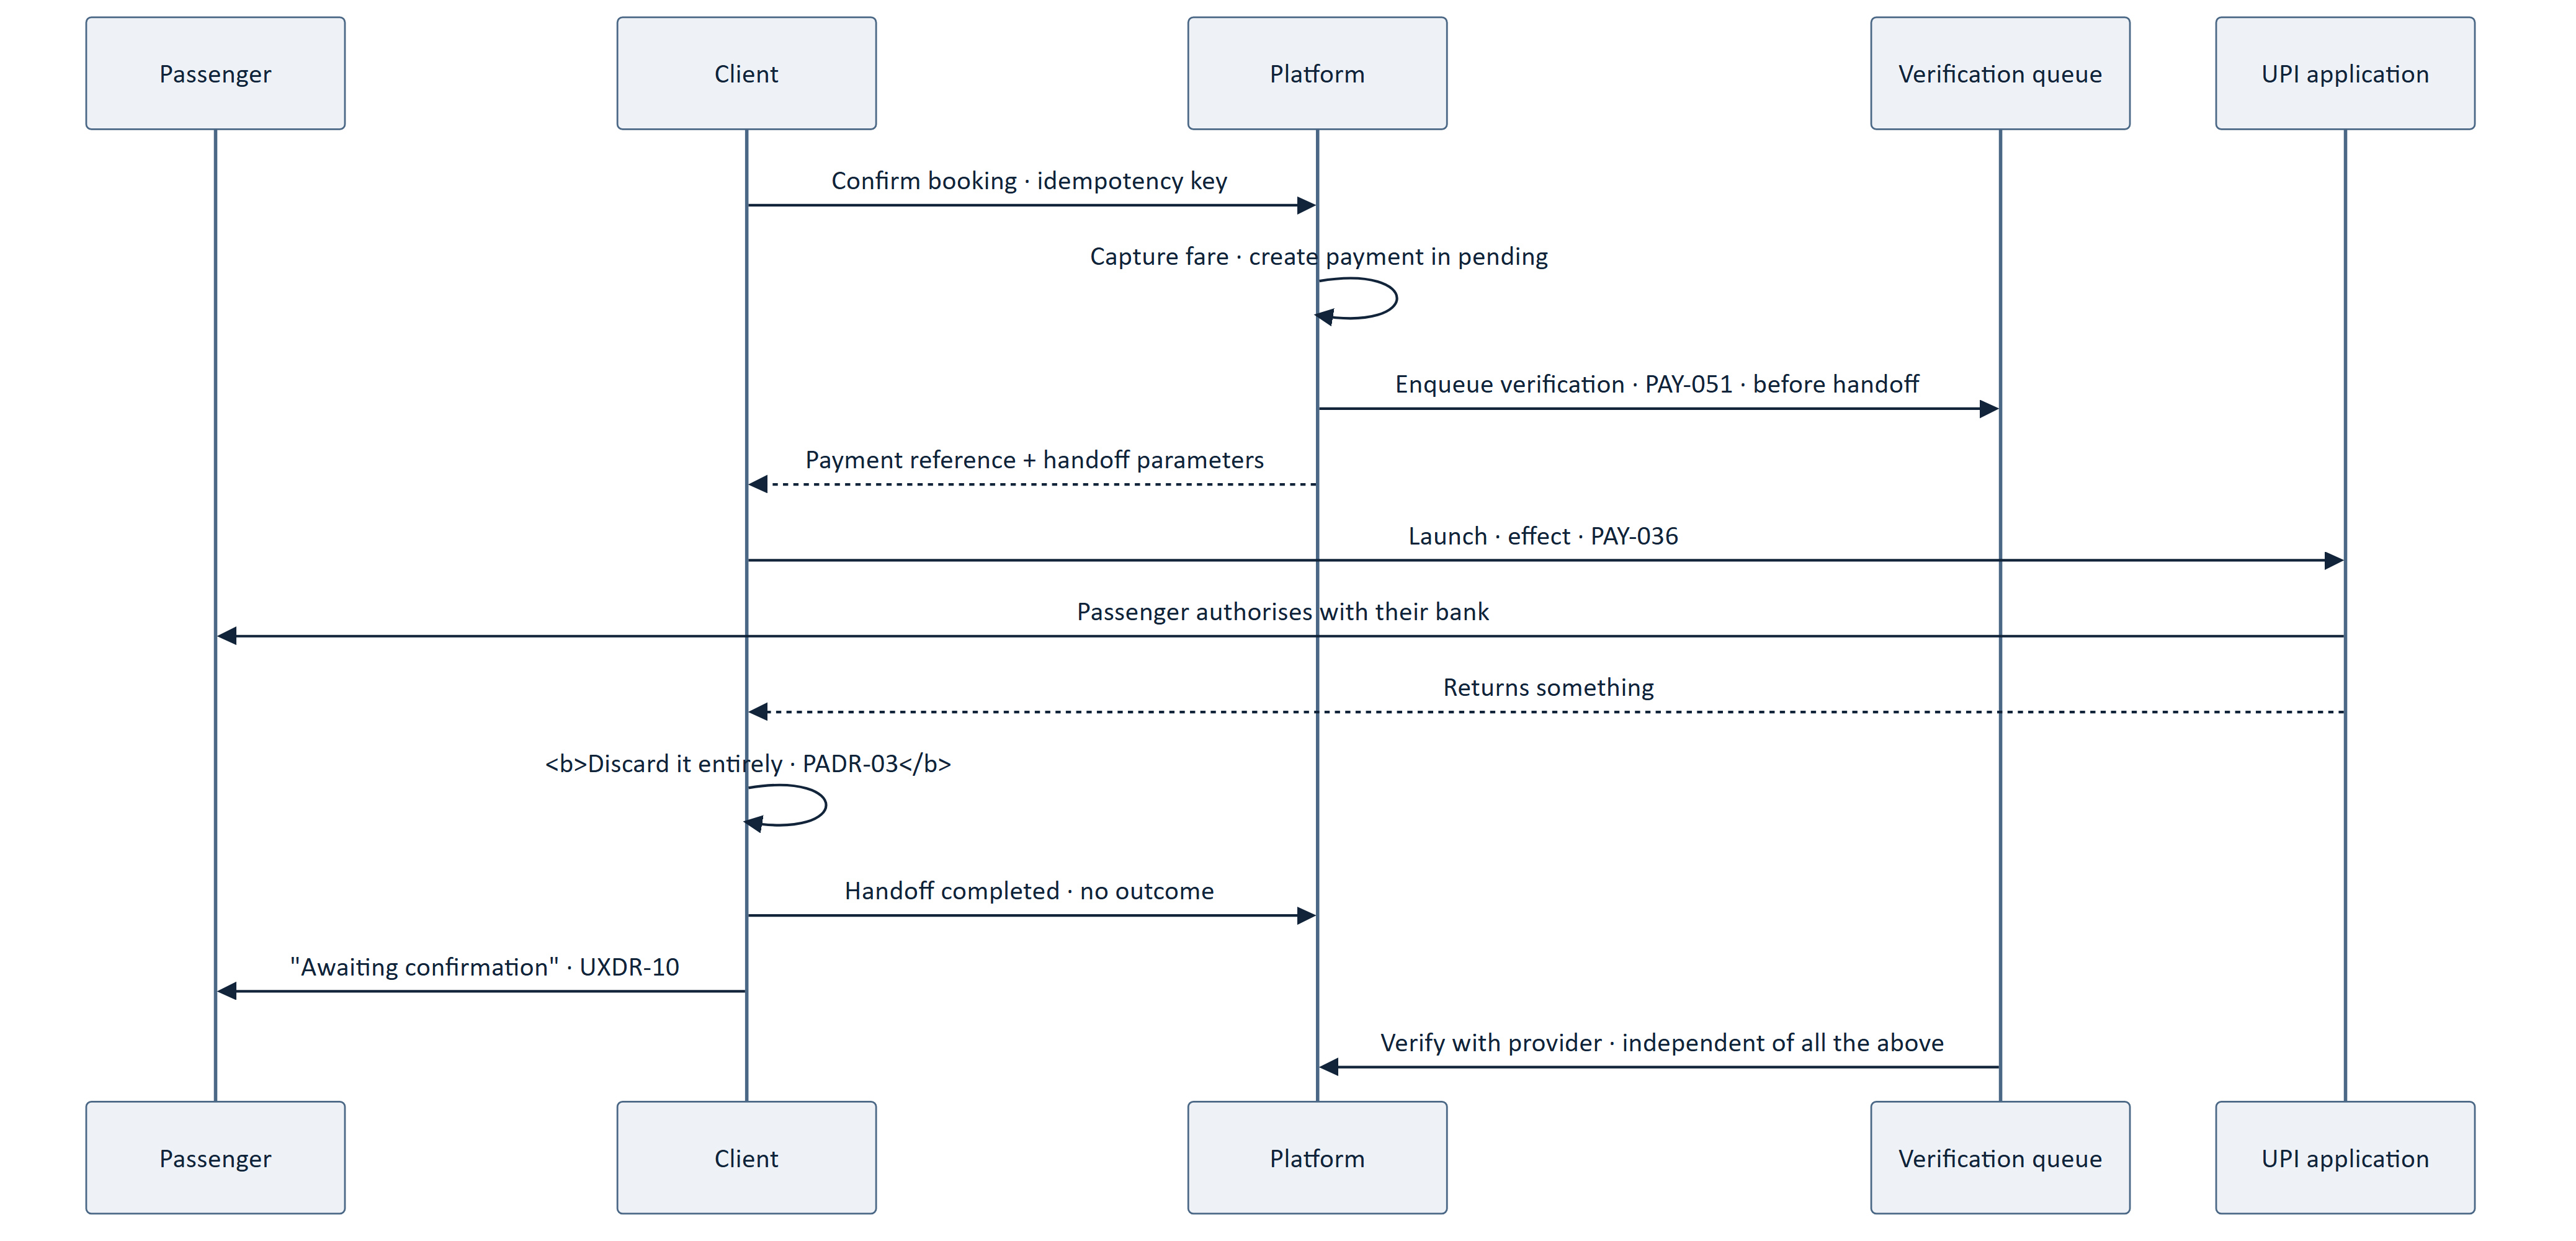 Passenger
Client
Platform
Verification queue
UPI application
Confirm booking · idempotency key
Capture fare · create payment in pending
Enqueue verification · PAY-051 · before handoff
Payment reference + handoff parameters
Launch · effect · PAY-036
Passenger authorises with their bank
Returns something
<b>Discard it entirely · PADR-03</b>
Handoff completed · no outcome
"Awaiting confirmation" · UXDR-10
Verify with provider · independent of all the above
Passenger
Client
Platform
Verification queue
UPI application